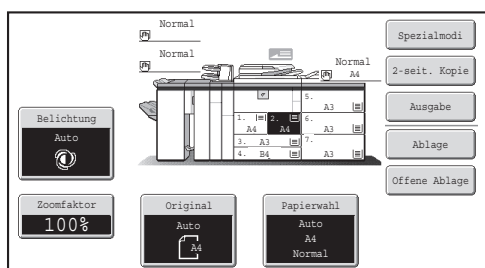 Normal
Normal
Normal
A4
1.
A4
2.
A4
3. A3
4. B4
5.
A3
6.
A3
7.
A3
Belichtung
Auto
Zoomfaktor
100%
Original
Auto
A4
Papierwahl
Auto
A4
Normal
Spezialmodi
2-seit. Kopie
Ausgabe
Ablage
Offene Ablage